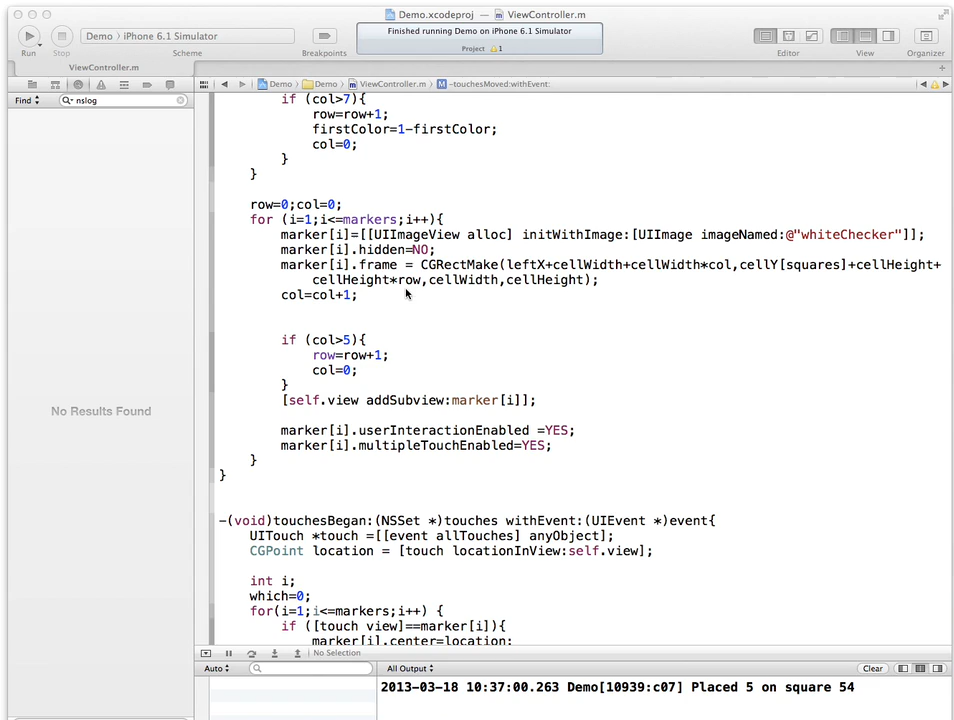 Demo.xcodeproj — ViewController.m
Finished running Demo on iPhone 6.1 Simulator
Project 1
Demo › iPhone 6.1 Simulator
Run Stop Scheme Breakpoints Editor View Organizer
ViewController.m
Demo › Demo › ViewController.m › M -touchesMoved:withEvent:
Find nslog
No Results Found
if (col>7){
row=row+1;
firstColor=1-firstColor;
col=0;
}
}
row=0;col=0;
for (i=1;i<=markers;i++){
marker[i]=[[UIImageView alloc] initWithImage:[UIImage imageNamed:@"whiteChecker"]];
marker[i].hidden=NO;
marker[i].frame = CGRectMake(leftX+cellWidth+cellWidth*col,cellY[squares]+cellHeight+
cellHeight*row,cellWidth,cellHeight);
col=col+1;
if (col>5){
row=row+1;
col=0;
}
[self.view addSubview:marker[i]];
marker[i].userInteractionEnabled =YES;
marker[i].multipleTouchEnabled=YES;
}
}
-(void)touchesBegan:(NSSet *)touches withEvent:(UIEvent *)event{
UITouch *touch =[[event allTouches] anyObject];
CGPoint location = [touch locationInView:self.view];
int i;
which=0;
for(i=1;i<=markers;i++) {
if ([touch view]==marker[i]){
marker[i].center=location;
No Selection
Auto
All Output
Clear
2013-03-18 10:37:00.263 Demo[10939:c07] Placed 5 on square 54